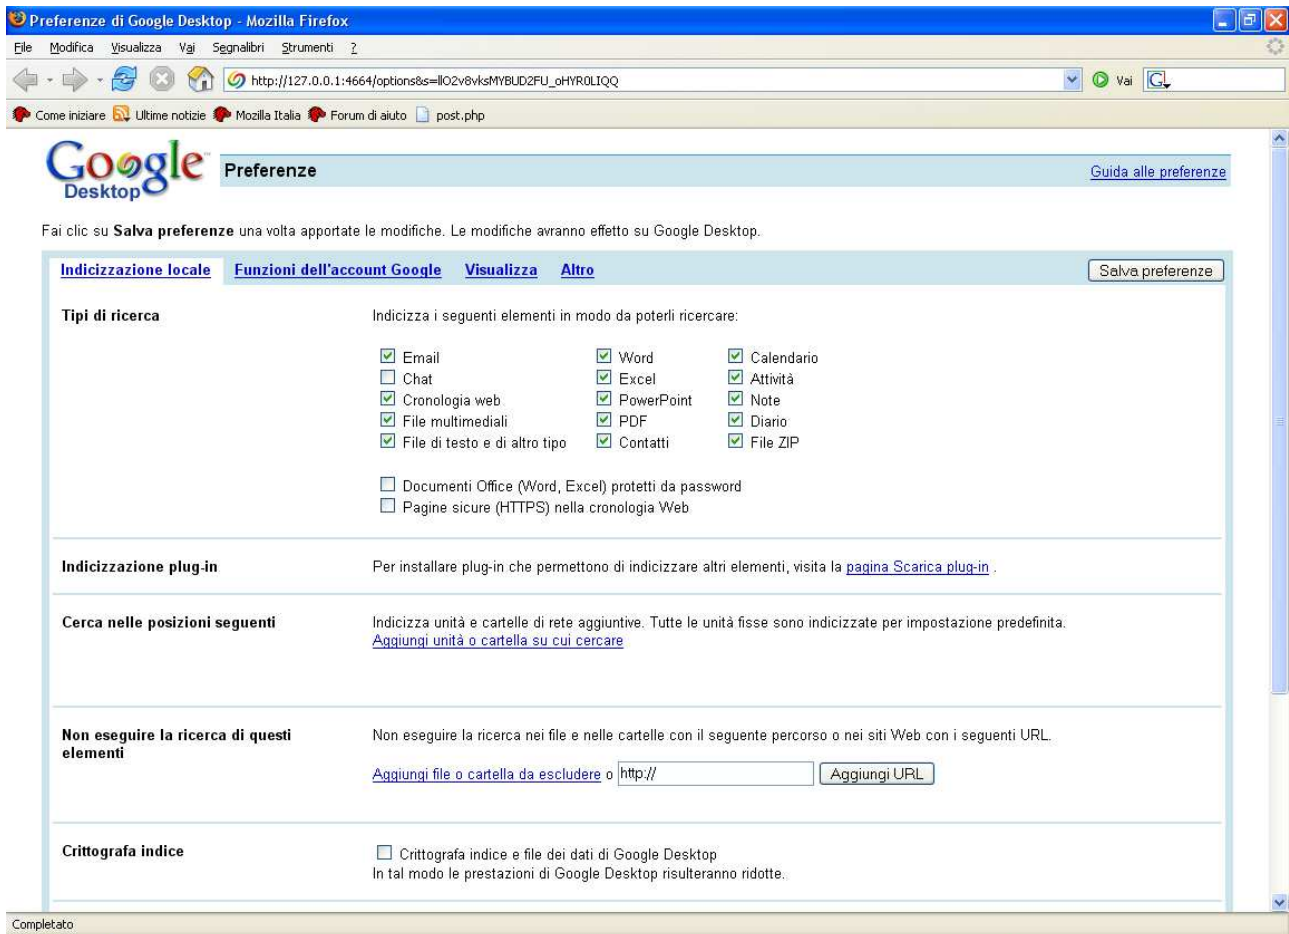 Preferenze di Google Desktop - Mozilla Firefox
File Modifica Visualizza Vai Segnalibri Strumenti ?
http://127.0.0.1:4664/options&s=llO2v8vksMYBUD2FU_oHYR0LIQQ Vai G
Come iniziare Ultime notizie Mozilla Italia Forum di aiuto post.php
Google™
Desktop
Preferenze Guida alle preferenze
Fai clic su Salva preferenze una volta apportate le modifiche. Le modifiche avranno effetto su Google Desktop.
Indicizzazione locale Funzioni dell'account Google Visualizza Altro Salva preferenze
Tipi di ricerca Indicizza i seguenti elementi in modo da poterli ricercare:
Email Word Calendario
Chat Excel Attività
Cronologia web PowerPoint Note
File multimediali PDF Diario
File di testo e di altro tipo Contatti File ZIP
Documenti Office (Word, Excel) protetti da password
Pagine sicure (HTTPS) nella cronologia Web
Indicizzazione plug-in Per installare plug-in che permettono di indicizzare altri elementi, visita la pagina Scarica plug-in .
Cerca nelle posizioni seguenti Indicizza unità e cartelle di rete aggiuntive. Tutte le unità fisse sono indicizzate per impostazione predefinita.
Aggiungi unità o cartella su cui cercare
Non eseguire la ricerca di questi Non eseguire la ricerca nei file e nelle cartelle con il seguente percorso o nei siti Web con i seguenti URL.
elementi
Aggiungi file o cartella da escludere o http:// Aggiungi URL
Crittografa indice Crittografa indice e file dei dati di Google Desktop
In tal modo le prestazioni di Google Desktop risulteranno ridotte.
Completato